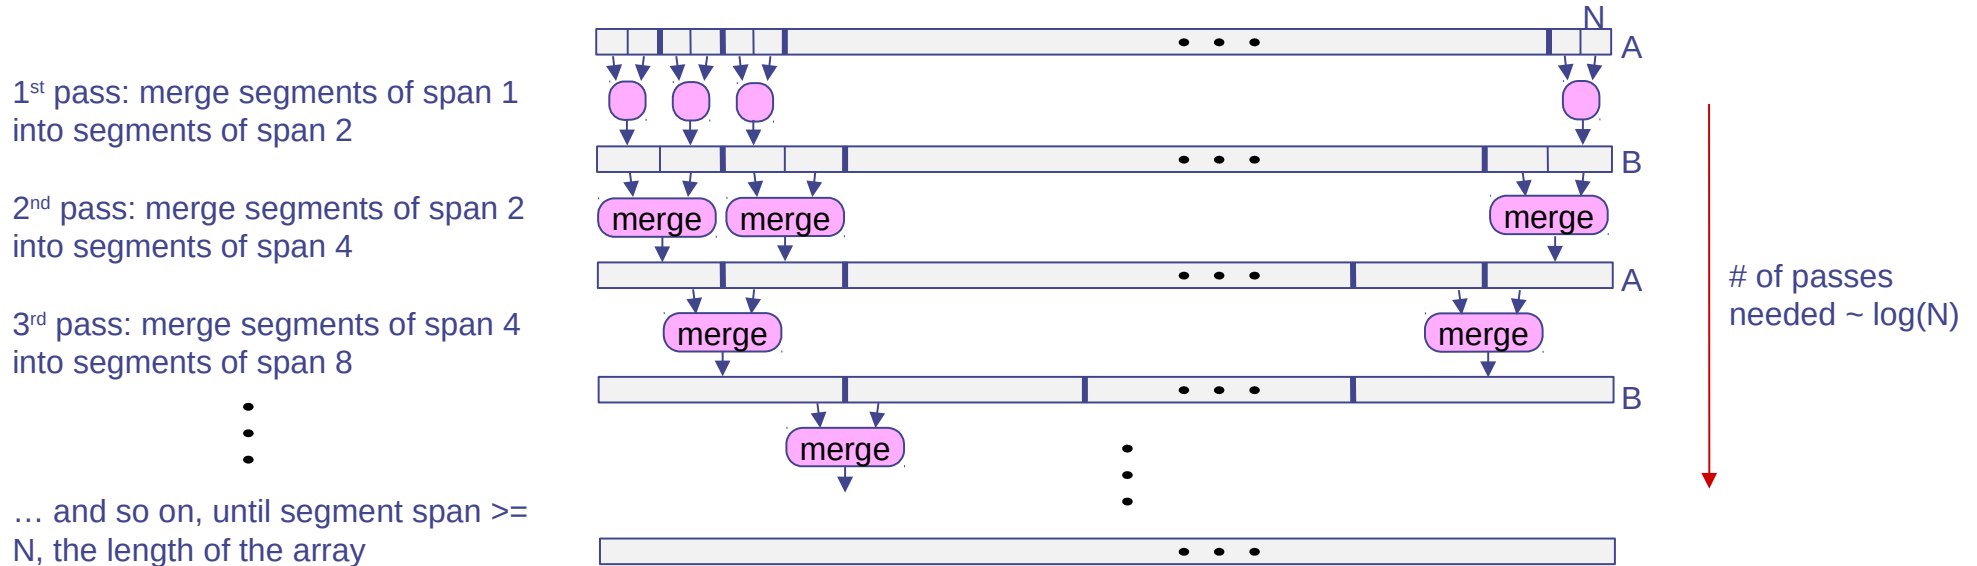 N
A
1st pass: merge segments of span 1
into segments of span 2
B
2nd pass: merge segments of span 2
into segments of span 4
merge merge merge
A
# of passes
needed ~ log(N)
3rd pass: merge segments of span 4
into segments of span 8
merge merge
B
merge
… and so on, until segment span >=
N, the length of the array